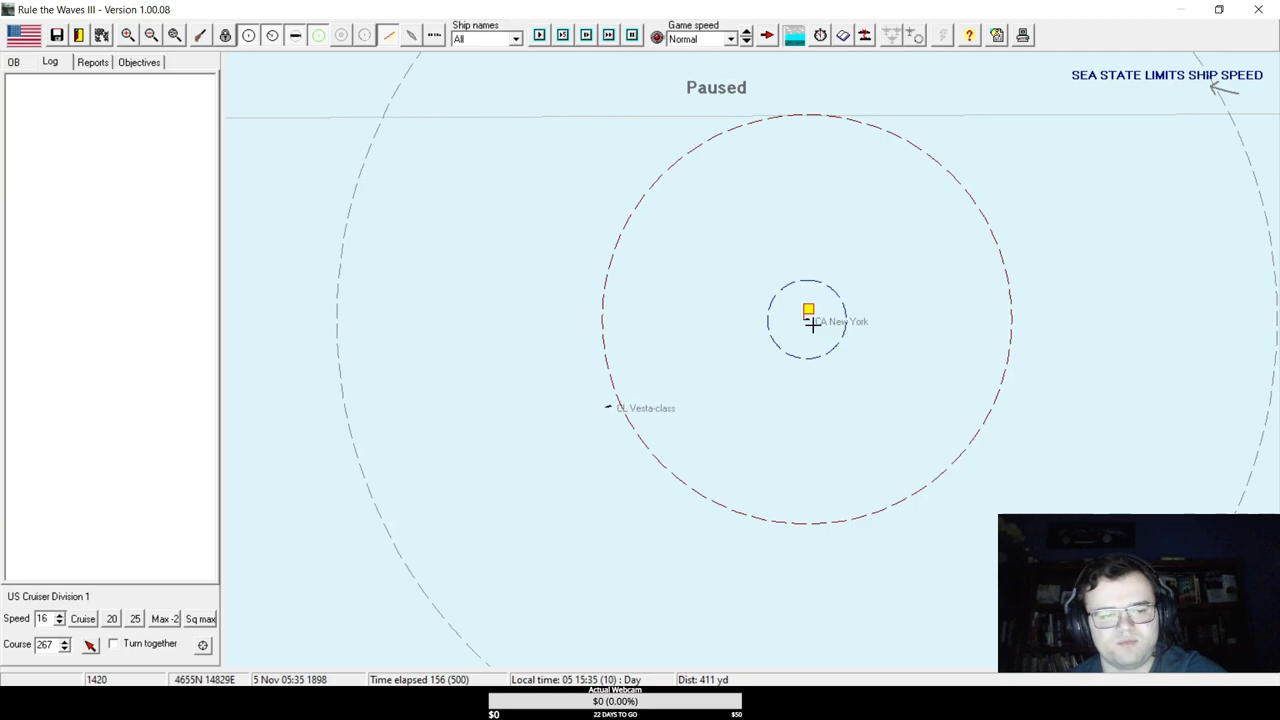 Rule the Waves III - Version 1.00.08
Ship names
All
Game speed
Normal
OB
Log
Reports
Objectives
Paused
SEA STATE LIMITS SHIP SPEED
CA New York
CL Vesta-class
US Cruiser Division 1
Speed 16 Cruise 20 25 Max -2 Sq max
Course 267 Turn together
1420
4655N 14829E
5 Nov 05:35 1898
Time elapsed 156 (500)
Local time: 05 15:35 (10) : Day
Dist: 411 yd
Actual Webcam
$0 (0.00%)
$0
22 DAYS TO GO
$50